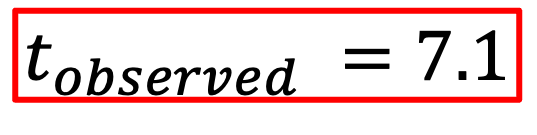 t_observed = 7.1